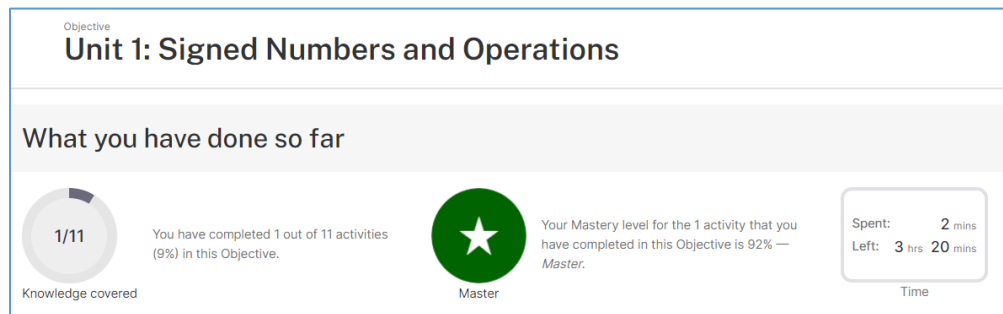 Objective
Unit 1: Signed Numbers and Operations
What you have done so far
1/11
Knowledge covered
You have completed 1 out of 11 activities
(9%) in this Objective.
Master
Your Mastery level for the 1 activity that you
have completed in this Objective is 92% —
Master.
Spent: 2 mins
Left: 3 hrs 20 mins
Time